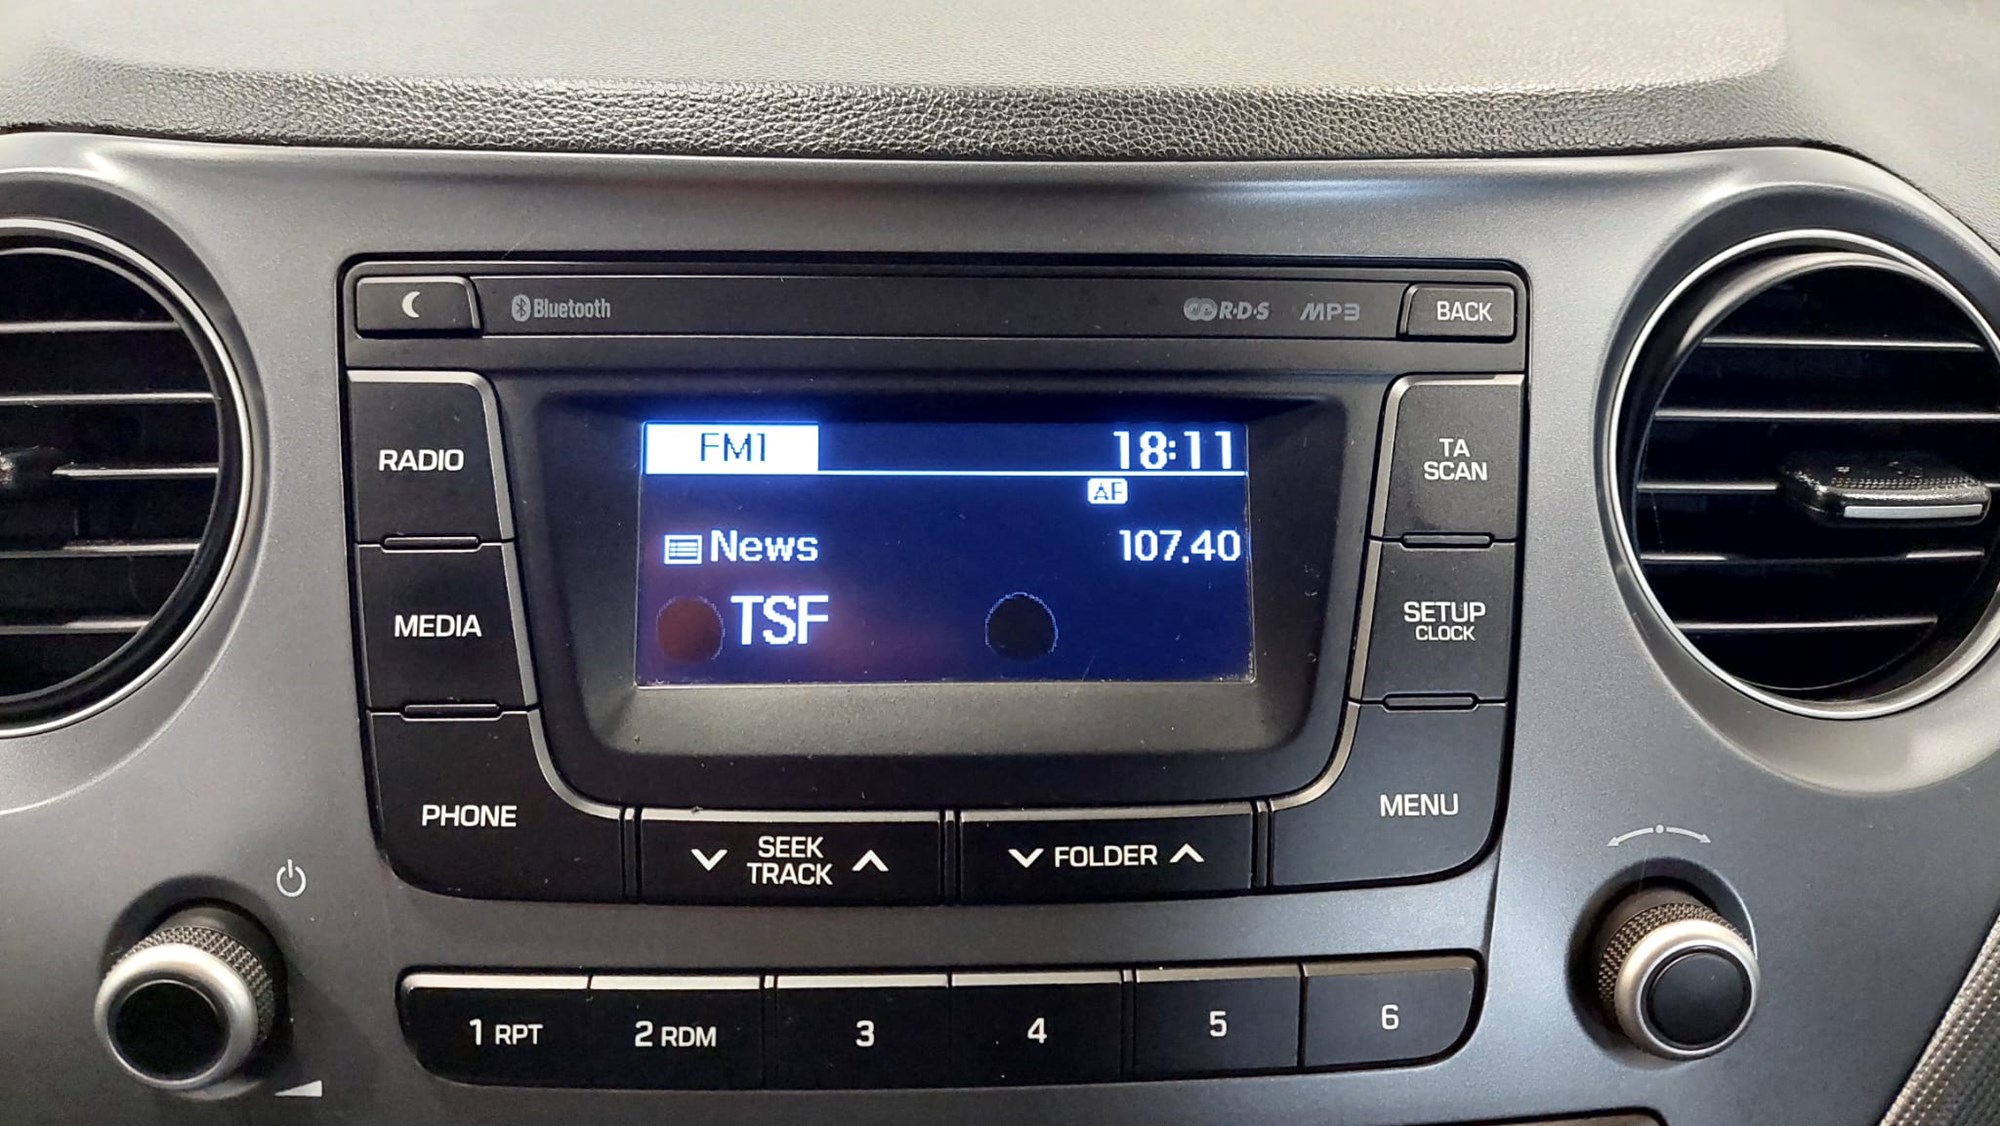 Bluetooth
R·D·S
MP3
BACK
RADIO
FM1
18:11
TA
SCAN
AF
News
107.40
MEDIA
TSF
SETUP
CLOCK
PHONE
SEEK
TRACK
FOLDER
MENU
1 RPT
2 RDM
3
4
5
6